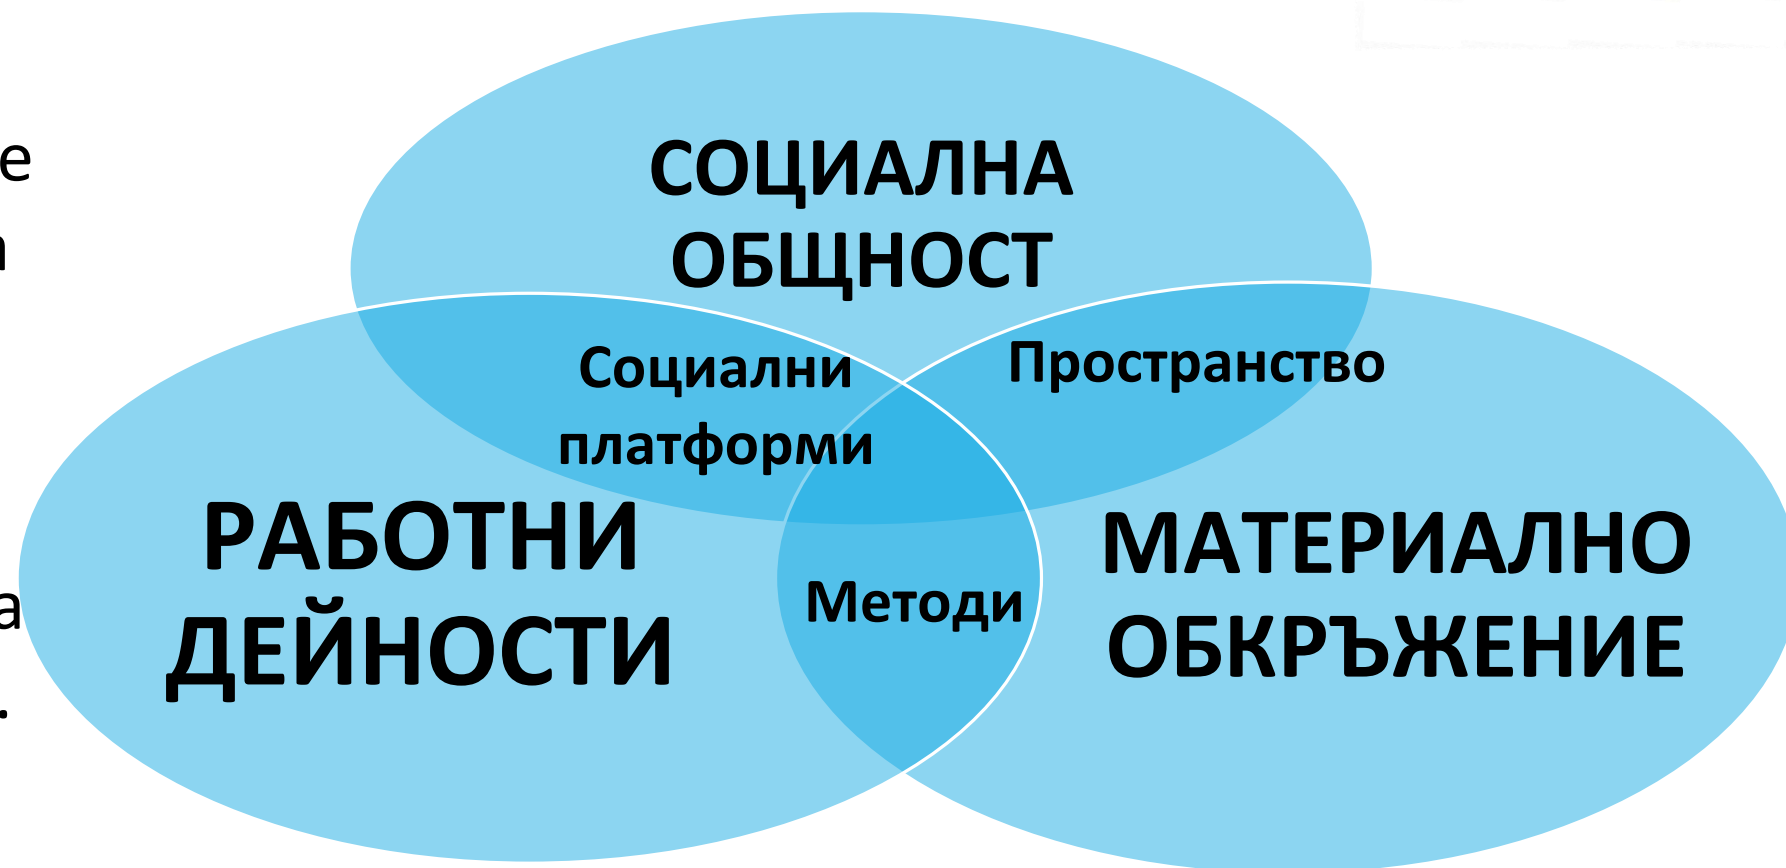 СОЦИАЛНА
ОБЩНОСТ
Социални
платформи
Пространство
РАБОТНИ
ДЕЙНОСТИ
Методи
МАТЕРИАЛНО
ОБКРЪЖЕНИЕ